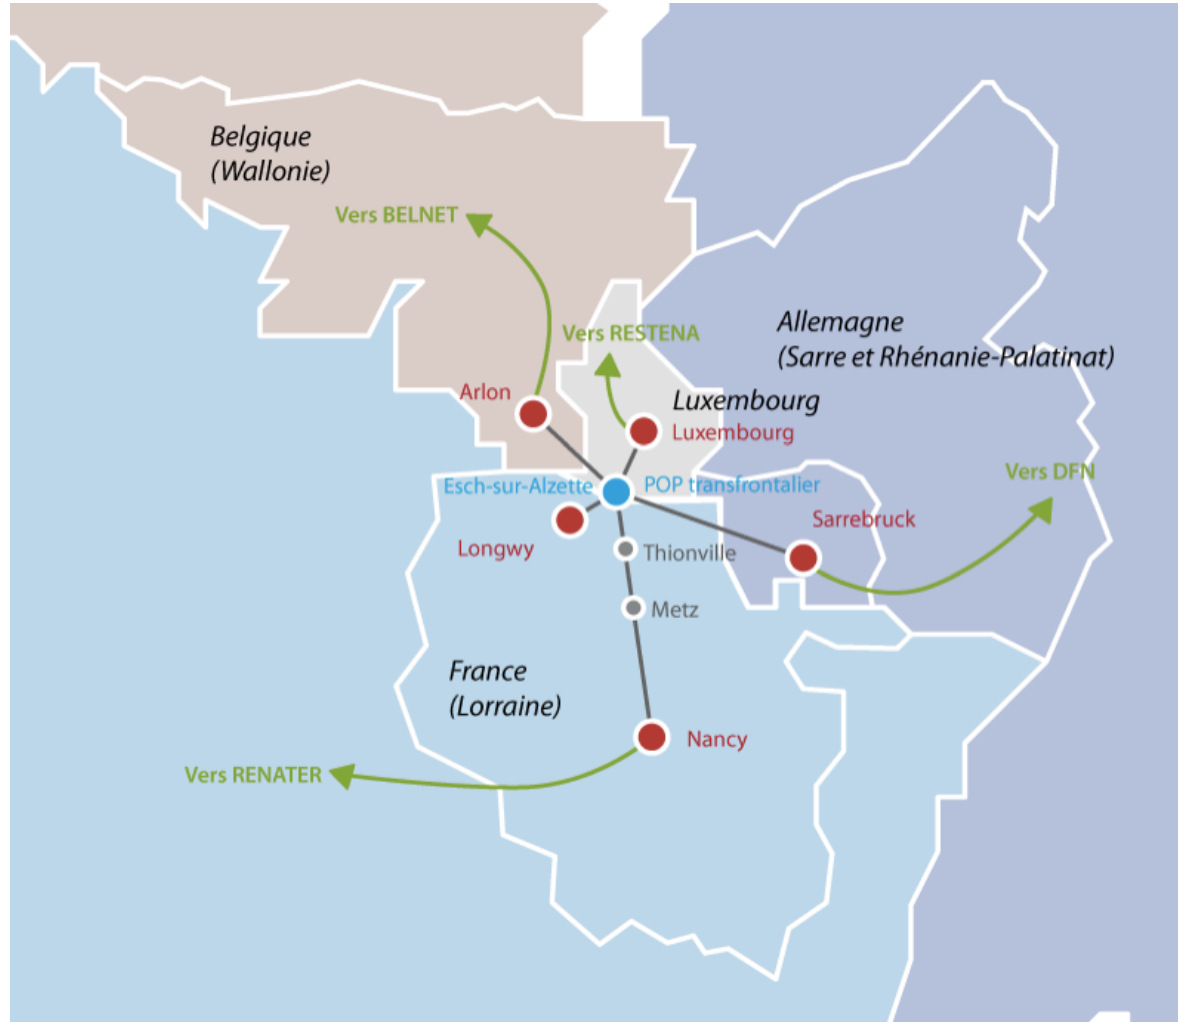 Belgique
(Wallonie)
Vers BELNET
Allemagne
(Sarre et Rhénanie-Palatinat)
Vers RESTENA
Arlon
Luxembourg
Luxembourg
Vers DFN
Esch-sur-Alzette
POP transfrontalier
Sarrebruck
Longwy
Thionville
Metz
France
(Lorraine)
Nancy
Vers RENATER